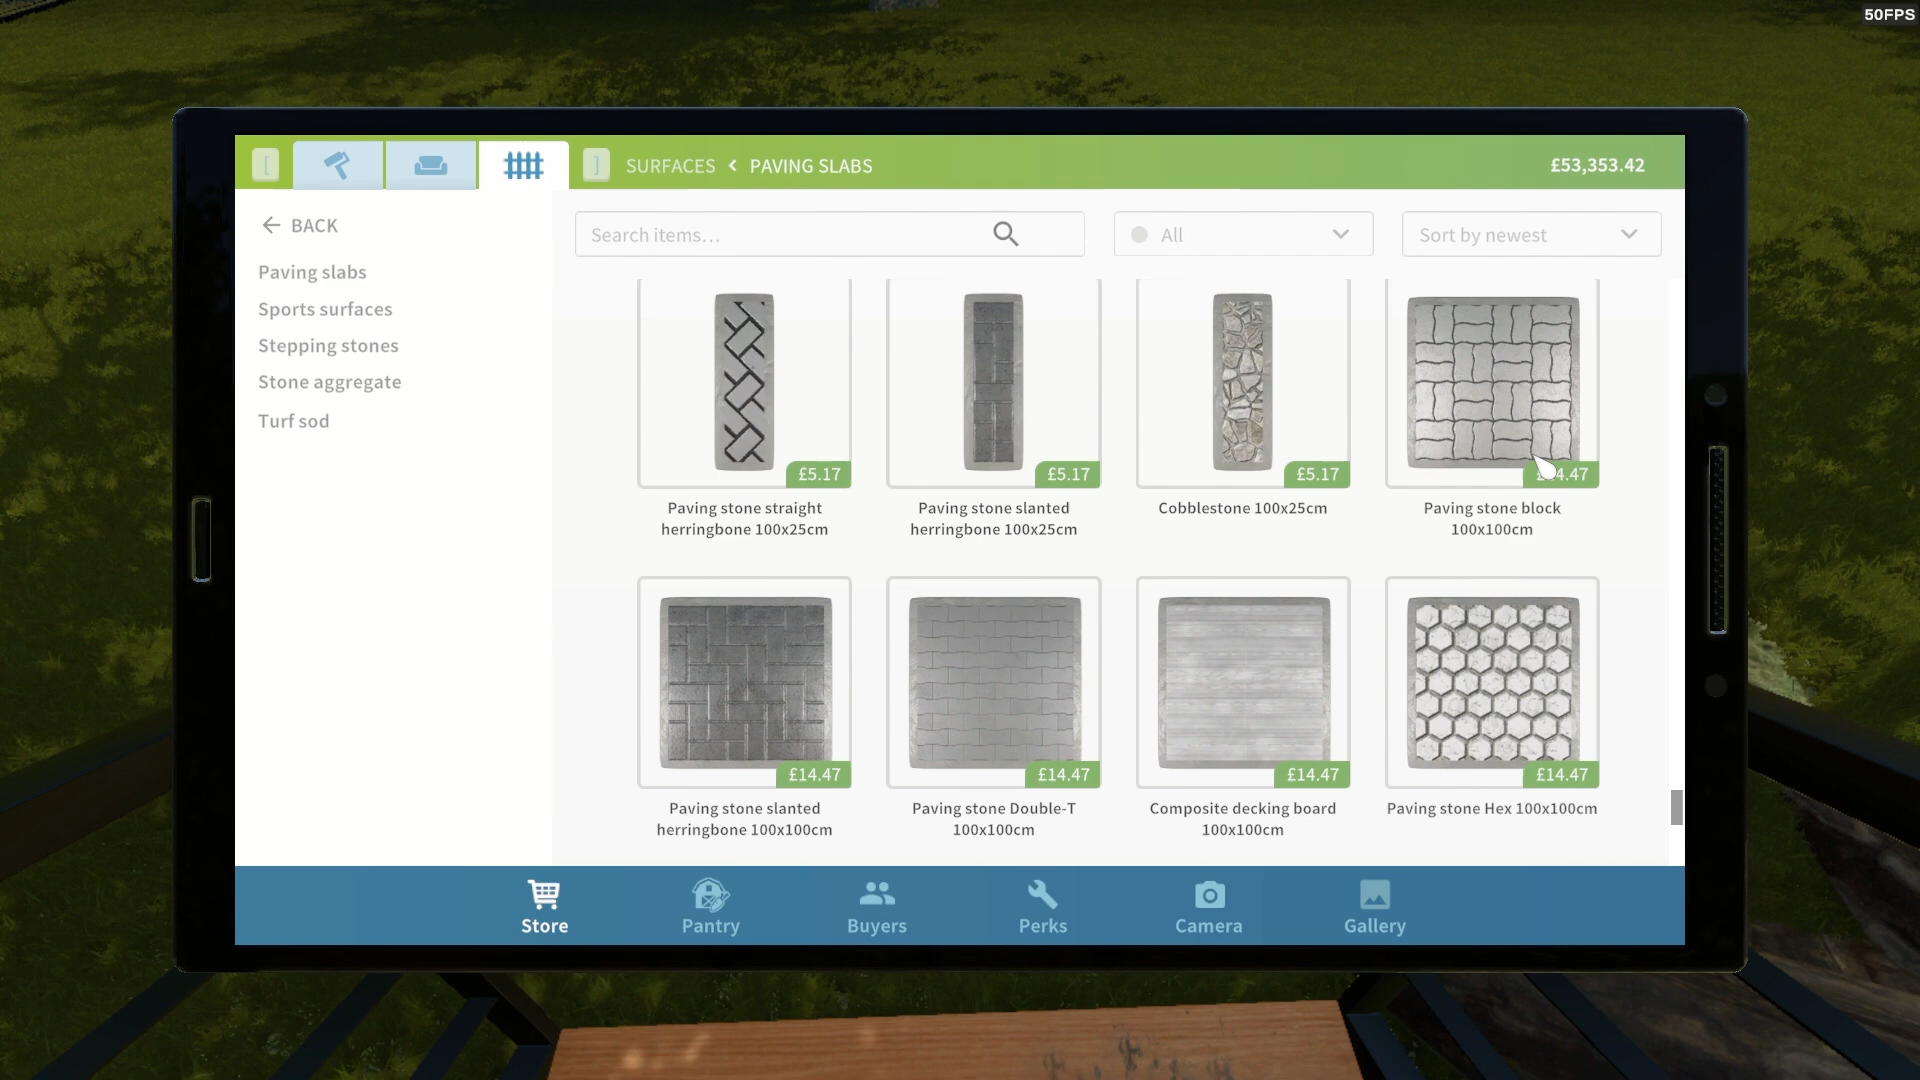 50FPS
[
]
SURFACES < PAVING SLABS
£53,353.42
BACK
Paving slabs
Sports surfaces
Stepping stones
Stone aggregate
Turf sod
Search items...
All
Sort by newest
£5.17
£5.17
£5.17
4.47
Paving stone straight
herringbone 100x25cm
Paving stone slanted
herringbone 100x25cm
Cobblestone 100x25cm
Paving stone block
100x100cm
£14.47
£14.47
£14.47
£14.47
Paving stone slanted
herringbone 100x100cm
Paving stone Double-T
100x100cm
Composite decking board
100x100cm
Paving stone Hex 100x100cm
Store
Pantry
Buyers
Perks
Camera
Gallery